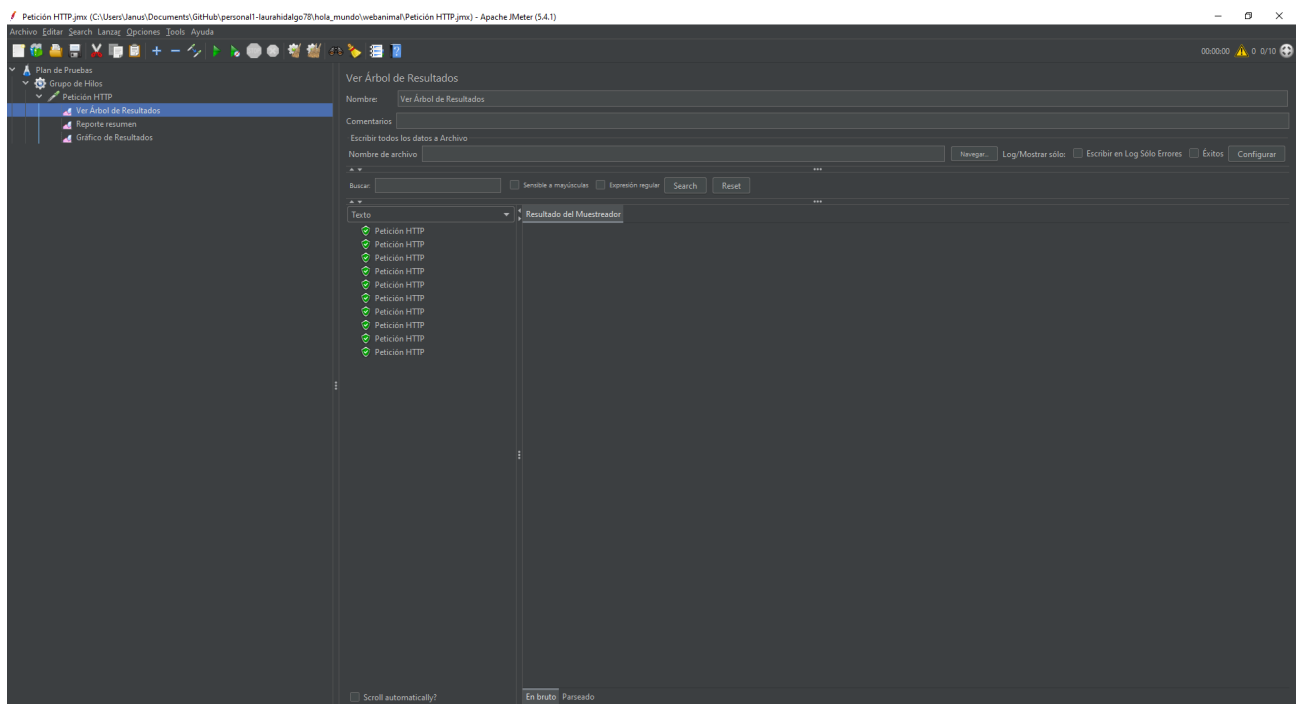 Petición HTTP.jmx (C:\Users\Janus\Documents\GitHub\personal1-laurahidalgo78\hola_mundo\webanimal\Petición HTTP.jmx) - Apache JMeter (5.4.1)
Archivo Editar Search Lanzar Opciones Tools Ayuda
00:00:00 0 0/10
Plan de Pruebas
Grupo de Hilos
Petición HTTP
Ver Árbol de Resultados
Reporte resumen
Gráfico de Resultados
Ver Árbol de Resultados
Nombre: Ver Árbol de Resultados
Comentarios
Escribir todos los datos a Archivo
Nombre de archivo Navegar... Log/Mostrar sólo: Escribir en Log Sólo Errores Éxitos Configurar
Buscar: Sensible a mayúsculas Expresión regular Search Reset
Texto
Petición HTTP
Petición HTTP
Petición HTTP
Petición HTTP
Petición HTTP
Petición HTTP
Petición HTTP
Petición HTTP
Petición HTTP
Petición HTTP
Scroll automatically?
Resultado del Muestreador
En bruto Parseado